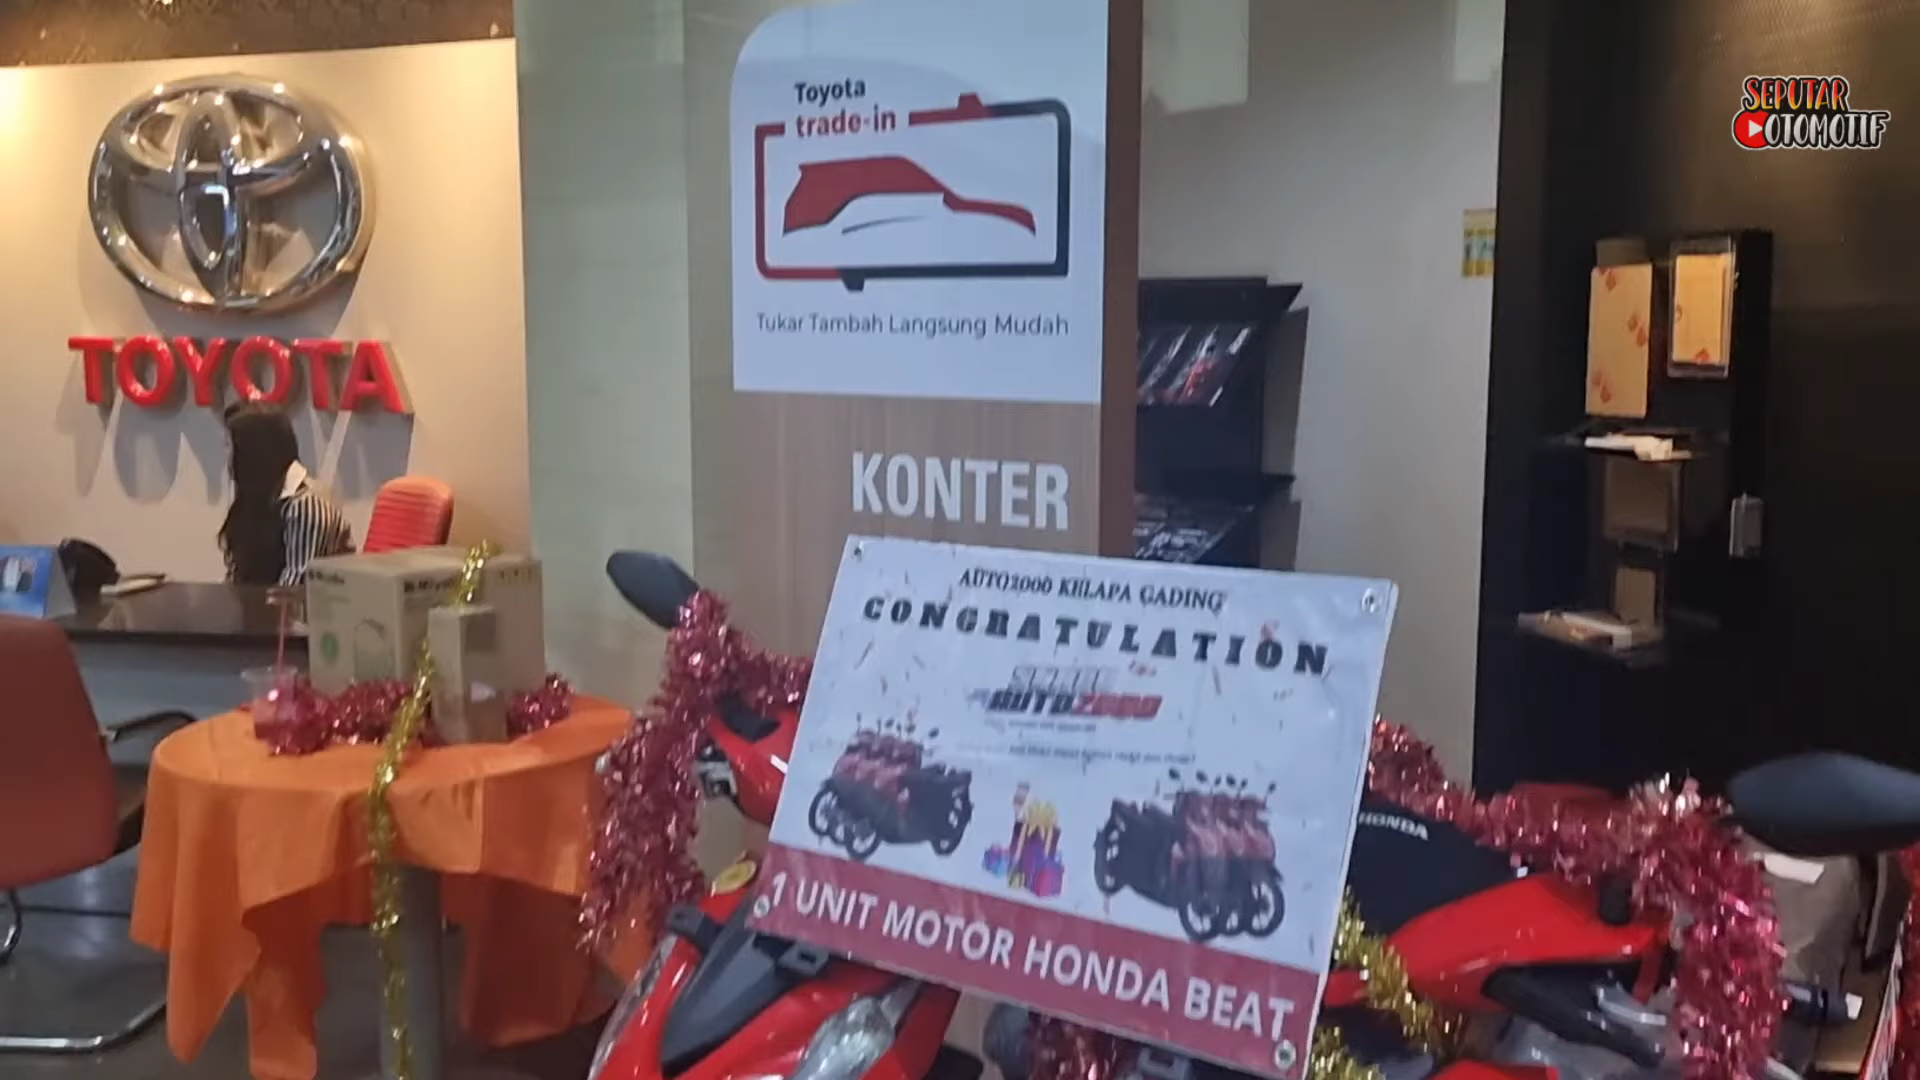 SEPUTAR
OTOMOTIF
TOYOTA
Toyota
trade-in
Tukar Tambah Langsung Mudah
KONTER
AUTO2000 KELAPA GADING
CONGRATULATION
AUTO2000
1 UNIT MOTOR HONDA BEAT
HONDA